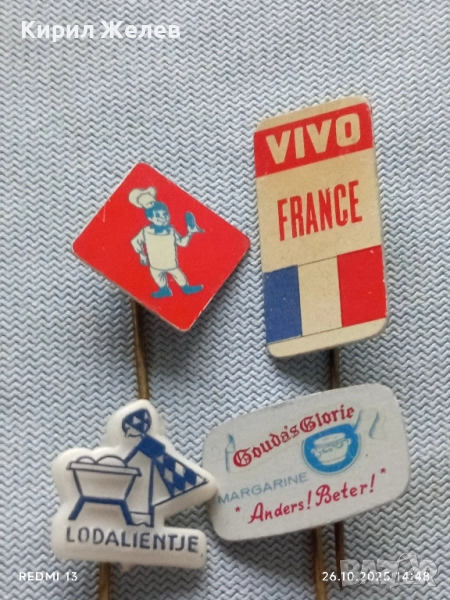 Кирил Желев
VIVO
FRANCE
Gouda's Glorie
MARGARINE
"Anders! Beter!"
LODALIENTJE
REDMI 13
26.10.2025 14:48